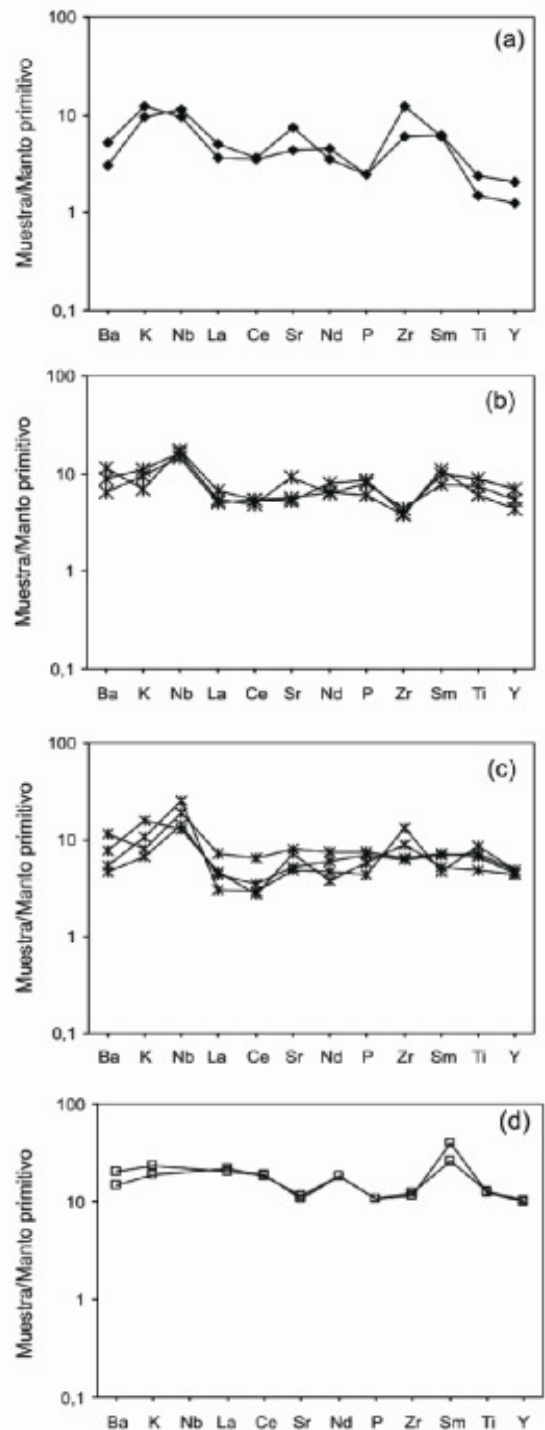 (a)
Muestra/Manto primitivo
100
10
1
0,1
Ba K Nb La Ce Sr Nd P Zr Sm Ti Y
(b)
Muestra/Manto primitivo
100
10
1
0,1
Ba K Nb La Ce Sr Nd P Zr Sm Ti Y
(c)
Muestra/Manto primitivo
100
10
1
0,1
Ba K Nb La Ce Sr Nd P Zr Sm Ti Y
(d)
Muestra/Manto primitivo
100
10
1
0,1
Ba K Nb La Ce Sr Nd P Zr Sm Ti Y